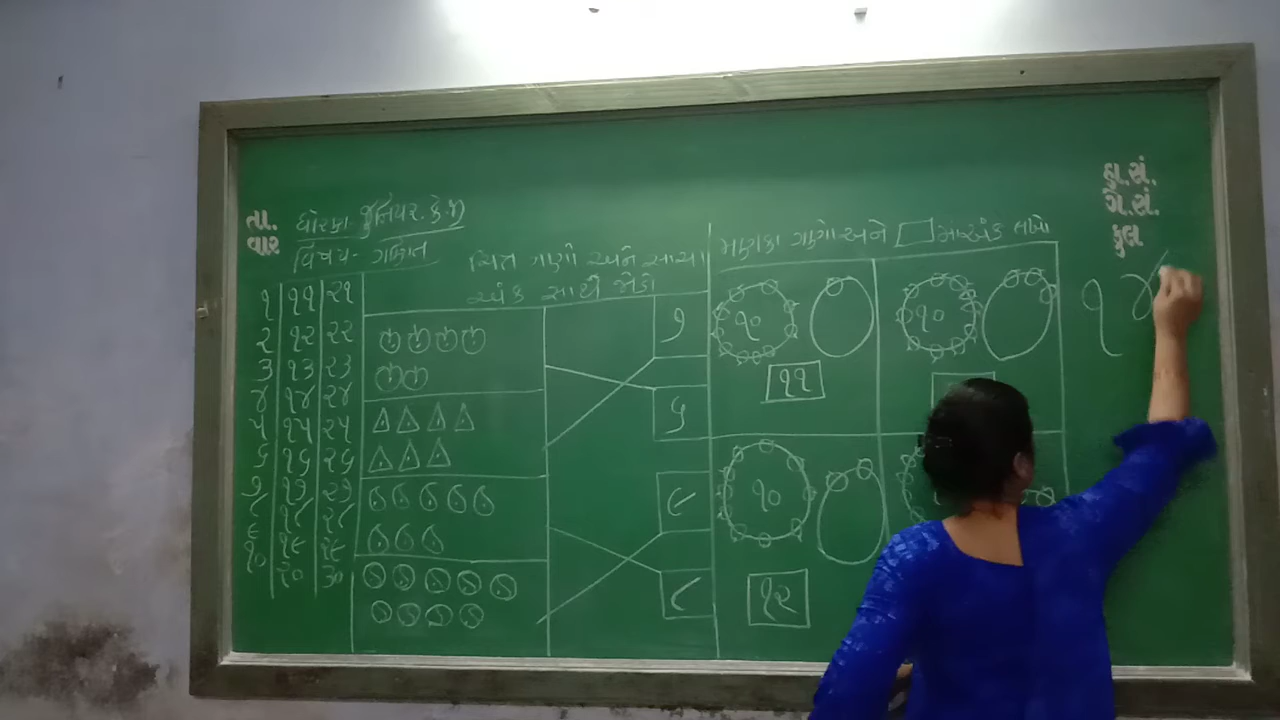 તા.
વાર
ધોરણ- જુનિયર. કે.જી
વિષય- ગણિત
ચિત્ર ગણો અને સાચા
અંક સાથે જોડો
મણકા ગણો અને માં અંક લખો
હા.સં.
ગે.સં.
કુલ
૧ ૧૧ ૨૧
૨ ૧૨ ૨૨
૩ ૧૩ ૨૩
૪ ૧૪ ૨૪
૫ ૧૫ ૨૫
૬ ૧૬ ૨૬
૭ ૧૭ ૨૭
૮ ૧૮ ૨૮
૯ ૧૯ ૨૯
૧૦ ૨૦ ૩૦
૭
૬
૯
૮
૧૦
૧૧
૧૦
૧૦
૧૨
૧